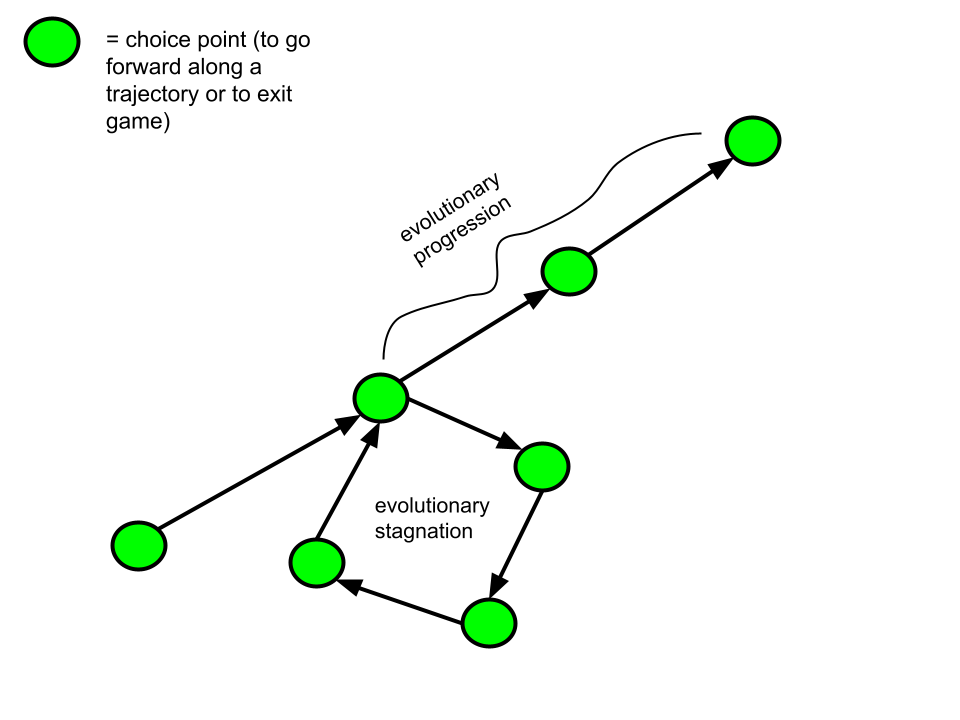 = choice point (to go
forward along a
trajectory or to exit
game)
evolutionary
progression
evolutionary
stagnation